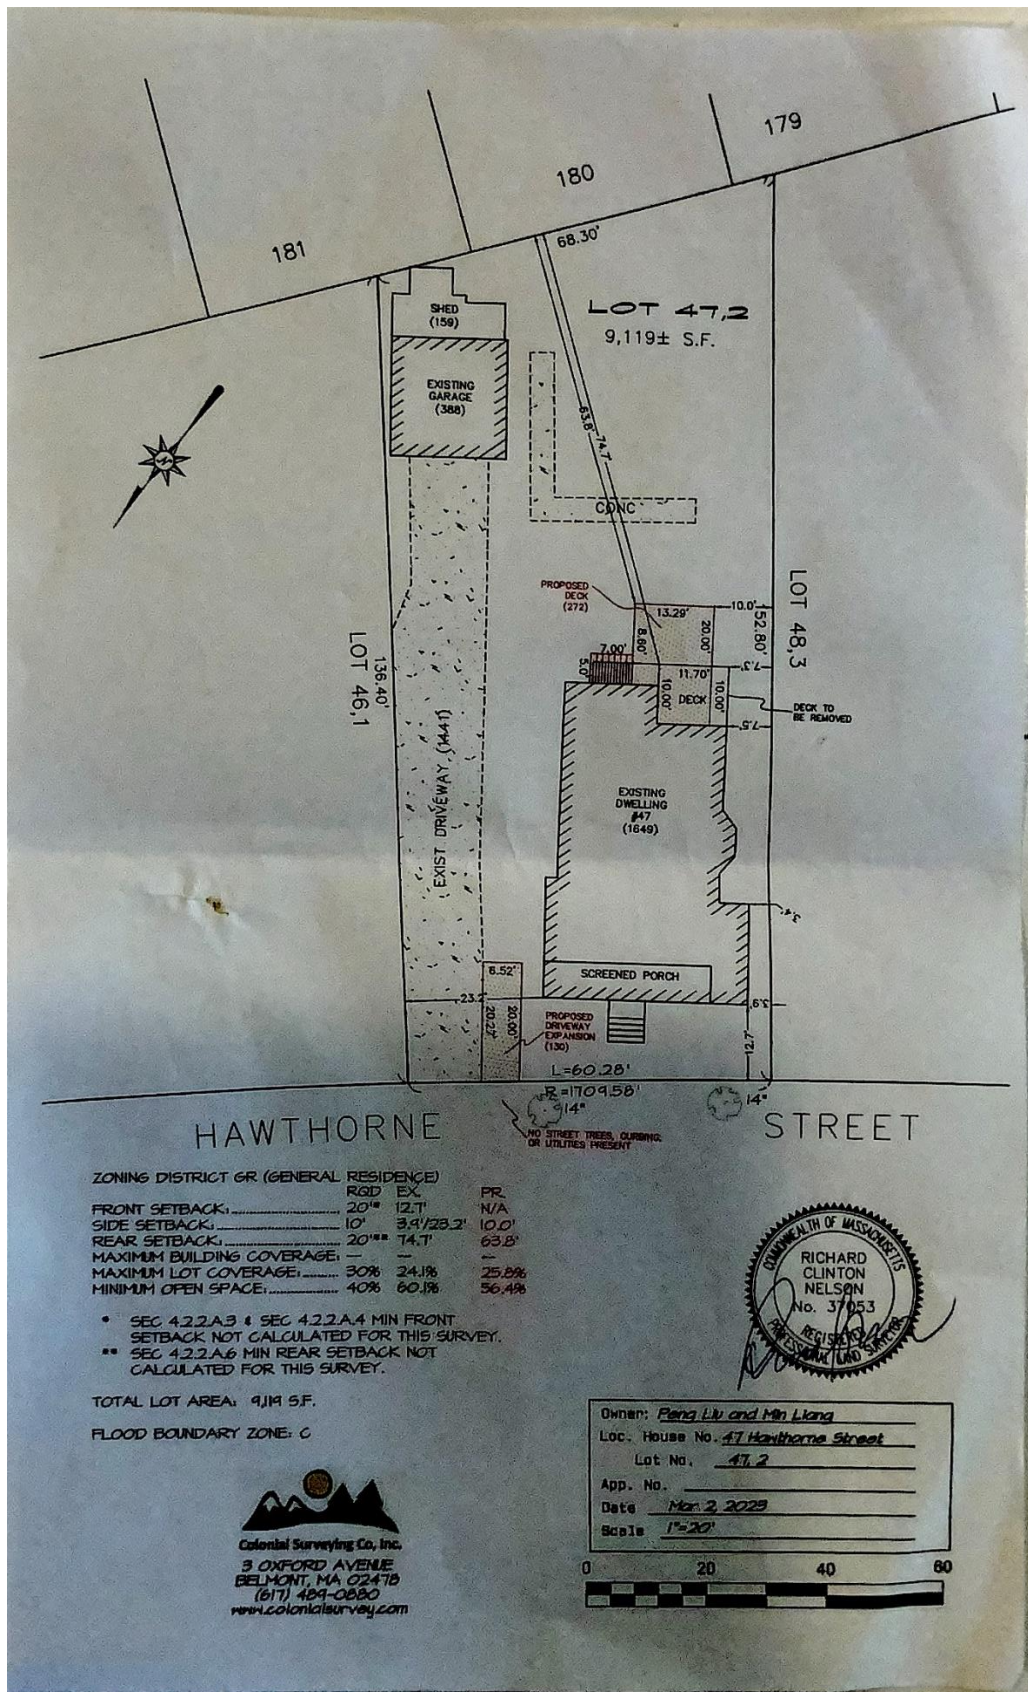 179
180
181
68.30'
SHED
(159)
LOT 47,2
9,119± S.F.
EXISTING
GARAGE
(388)
63.8'
74.7'
CONC
PROPOSED
DECK
(272)
13.29'
10.0'
20.00'
8.60'
152.80'
LOT 48,3
7.00'
5.0'
7.3'
11.70'
10.00'
DECK
10.00'
DECK TO
BE REMOVED
7.5'
136.40'
LOT 46,1
EXIST DRIVEWAY (1441)
EXISTING
DWELLING
#47
(1649)
3.4'
SCREENED PORCH
6.52'
23.2'
20.23'
20.00'
3.9'
PROPOSED
DRIVEWAY
EXPANSION
(130)
12.7'
L=60.28'
R=1709.58'
14"
14"
NO STREET TREES, CURBING,
OR UTILITIES PRESENT
HAWTHORNE STREET
ZONING DISTRICT GR (GENERAL RESIDENCE)
RQD EX. PR.
FRONT SETBACK: 20'* 12.7' N/A
SIDE SETBACK: 10' 3.9'/23.2' 10.0'
REAR SETBACK: 20'** 74.7' 63.8'
MAXIMUM BUILDING COVERAGE: — — —
MAXIMUM LOT COVERAGE: 30% 24.1% 25.8%
MINIMUM OPEN SPACE: 40% 60.1% 56.4%
* SEC 4.2.2.A.3 & SEC 4.2.2.A.4 MIN FRONT
SETBACK NOT CALCULATED FOR THIS SURVEY.
** SEC 4.2.2.A.6 MIN REAR SETBACK NOT
CALCULATED FOR THIS SURVEY.
TOTAL LOT AREA: 9,119 S.F.
FLOOD BOUNDARY ZONE: C
COMMONWEALTH OF MASSACHUSETTS
RICHARD
CLINTON
NELSON
No. 37053
REGISTERED
PROFESSIONAL LAND SURVEYOR
Owner: Peng Liu and Min Liang
Loc. House No. 47 Hawthorne Street
Lot No. 47, 2
App. No.
Date Mar 2, 2023
Scale 1"=20'
Colonial Surveying Co, Inc.
3 OXFORD AVENUE
BELMONT, MA 02478
(617) 489-0880
www.colonialsurvey.com
0 20 40 60